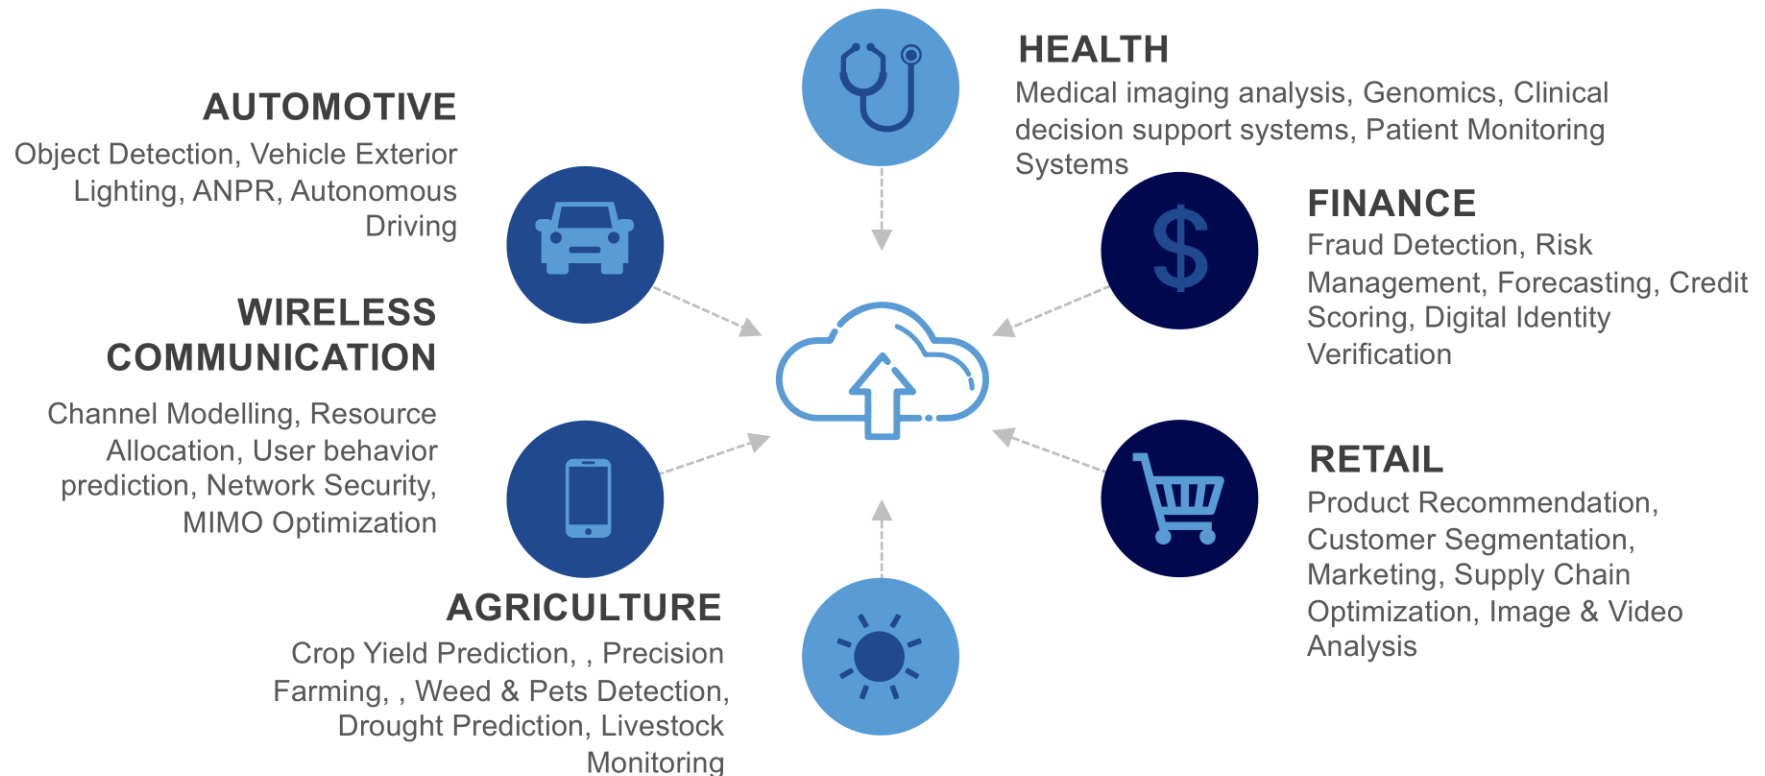 HEALTH
Medical imaging analysis, Genomics, Clinical
decision support systems, Patient Monitoring
Systems
AUTOMOTIVE
Object Detection, Vehicle Exterior
Lighting, ANPR, Autonomous
Driving
FINANCE
Fraud Detection, Risk
Management, Forecasting, Credit
Scoring, Digital Identity
Verification
WIRELESS
COMMUNICATION
Channel Modelling, Resource
Allocation, User behavior
prediction, Network Security,
MIMO Optimization
RETAIL
Product Recommendation,
Customer Segmentation,
Marketing, Supply Chain
Optimization, Image & Video
Analysis
AGRICULTURE
Crop Yield Prediction, , Precision
Farming, , Weed & Pets Detection,
Drought Prediction, Livestock
Monitoring
$